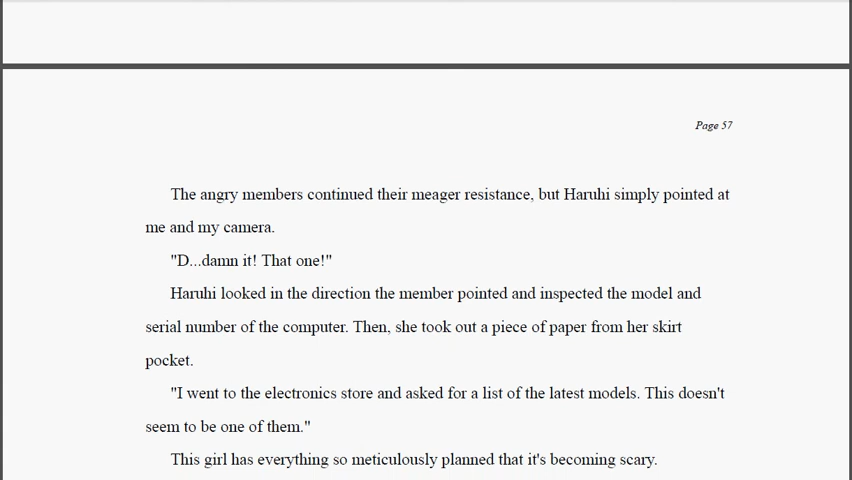 Page 57
The angry members continued their meager resistance, but Haruhi simply pointed at
me and my camera.
"D...damn it! That one!"
Haruhi looked in the direction the member pointed and inspected the model and
serial number of the computer. Then, she took out a piece of paper from her skirt
pocket.
"I went to the electronics store and asked for a list of the latest models. This doesn't
seem to be one of them."
This girl has everything so meticulously planned that it's becoming scary.